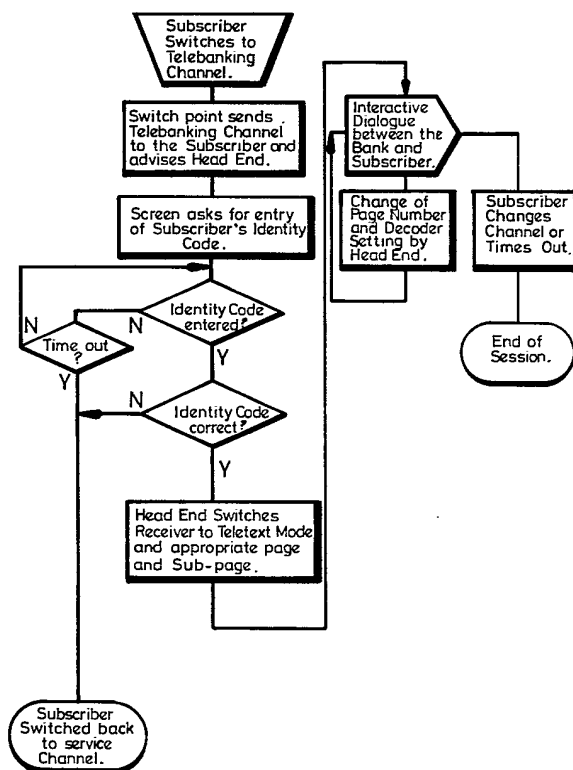 Subscriber
Switches to
Telebanking
Channel.
Switch point sends
Telebanking Channel
to the Subscriber and
advises Head End.
Screen asks for entry
of Subscriber's Identity
Code.
Identity Code
entered?
N
Y
Time out
?
N
Y
Identity Code
correct?
N
Y
Head End Switches
Receiver to Teletext Mode
and appropriate page
and Sub-page.
Subscriber
Switched back
to service
Channel.
Interactive
Dialogue
between the
Bank and
Subscriber.
Change of
Page Number
and Decoder
Setting by
Head End.
Subscriber
Changes
Channel or
Times Out.
End of
Session.